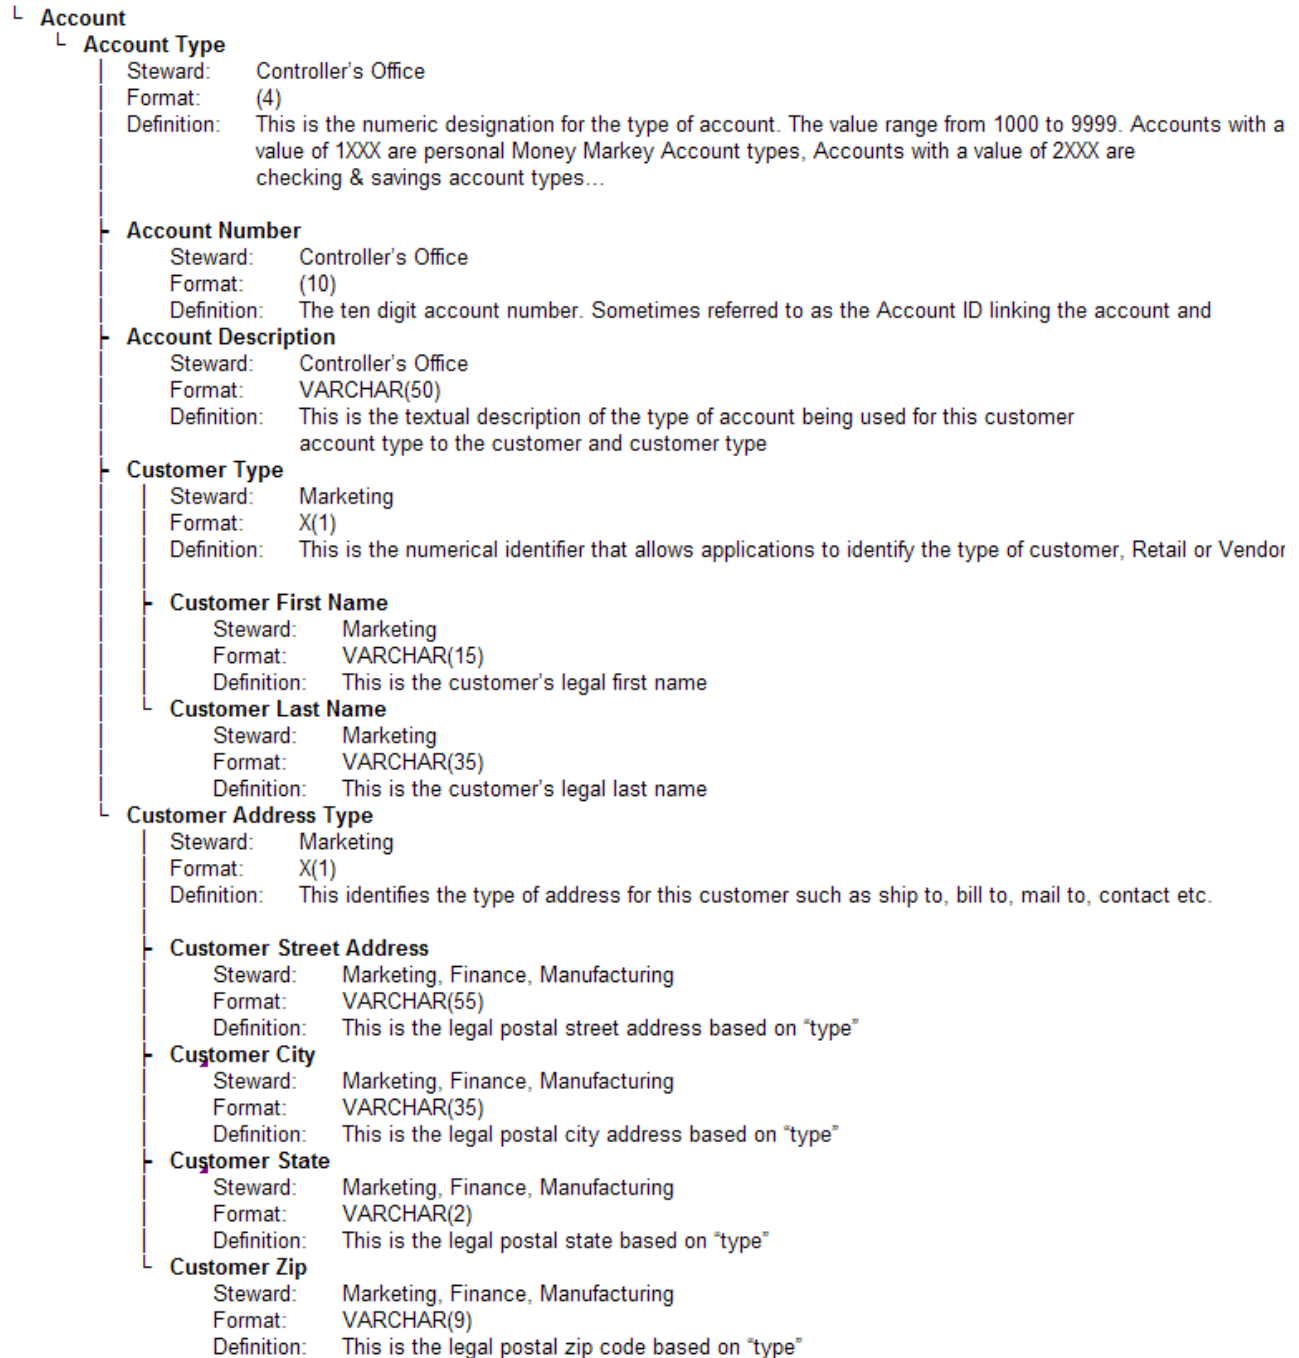 Account
Account Type
Steward: Controller's Office
Format: (4)
Definition: This is the numeric designation for the type of account. The value range from 1000 to 9999. Accounts with a
value of 1XXX are personal Money Markey Account types, Accounts with a value of 2XXX are
checking & savings account types...
Account Number
Steward: Controller's Office
Format: (10)
Definition: The ten digit account number. Sometimes referred to as the Account ID linking the account and
Account Description
Steward: Controller's Office
Format: VARCHAR(50)
Definition: This is the textual description of the type of account being used for this customer
account type to the customer and customer type
Customer Type
Steward: Marketing
Format: X(1)
Definition: This is the numerical identifier that allows applications to identify the type of customer, Retail or Vendor
Customer First Name
Steward: Marketing
Format: VARCHAR(15)
Definition: This is the customer's legal first name
Customer Last Name
Steward: Marketing
Format: VARCHAR(35)
Definition: This is the customer's legal last name
Customer Address Type
Steward: Marketing
Format: X(1)
Definition: This identifies the type of address for this customer such as ship to, bill to, mail to, contact etc.
Customer Street Address
Steward: Marketing, Finance, Manufacturing
Format: VARCHAR(55)
Definition: This is the legal postal street address based on “type”
Customer City
Steward: Marketing, Finance, Manufacturing
Format: VARCHAR(35)
Definition: This is the legal postal city address based on “type”
Customer State
Steward: Marketing, Finance, Manufacturing
Format: VARCHAR(2)
Definition: This is the legal postal state based on “type”
Customer Zip
Steward: Marketing, Finance, Manufacturing
Format: VARCHAR(9)
Definition: This is the legal postal zip code based on “type”